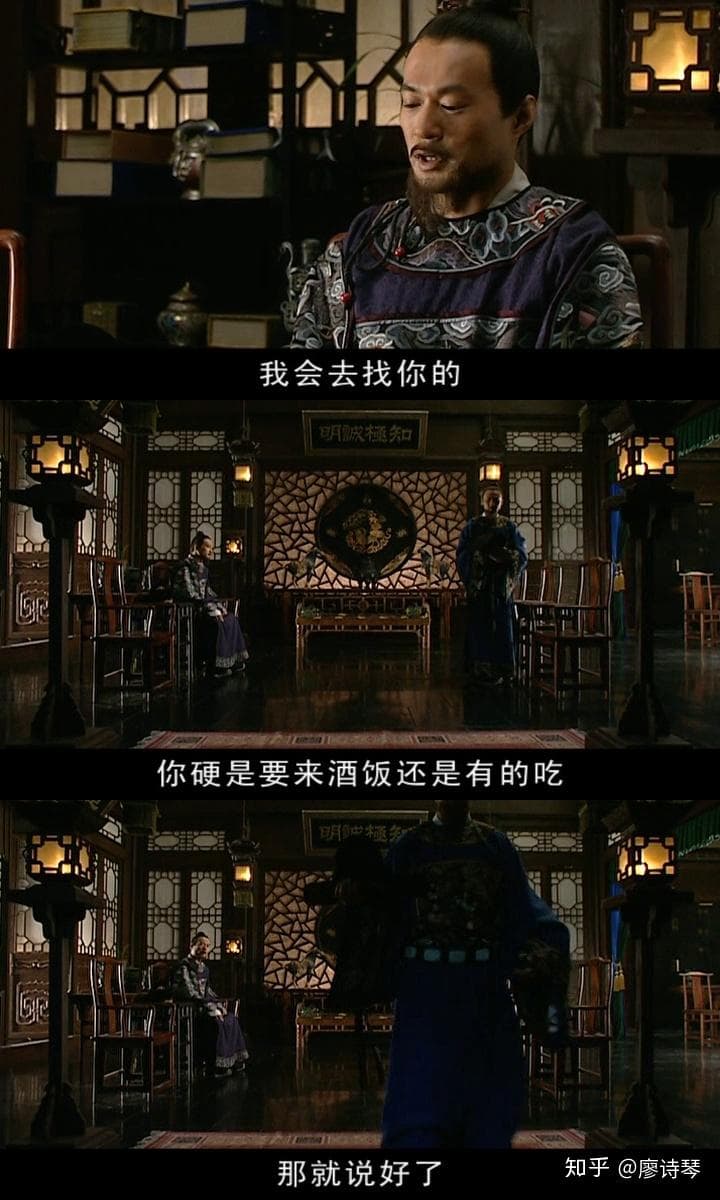 我会去找你的
知極誠明
你硬是要来酒饭还是有的吃
那就说好了
知乎 @廖诗琴